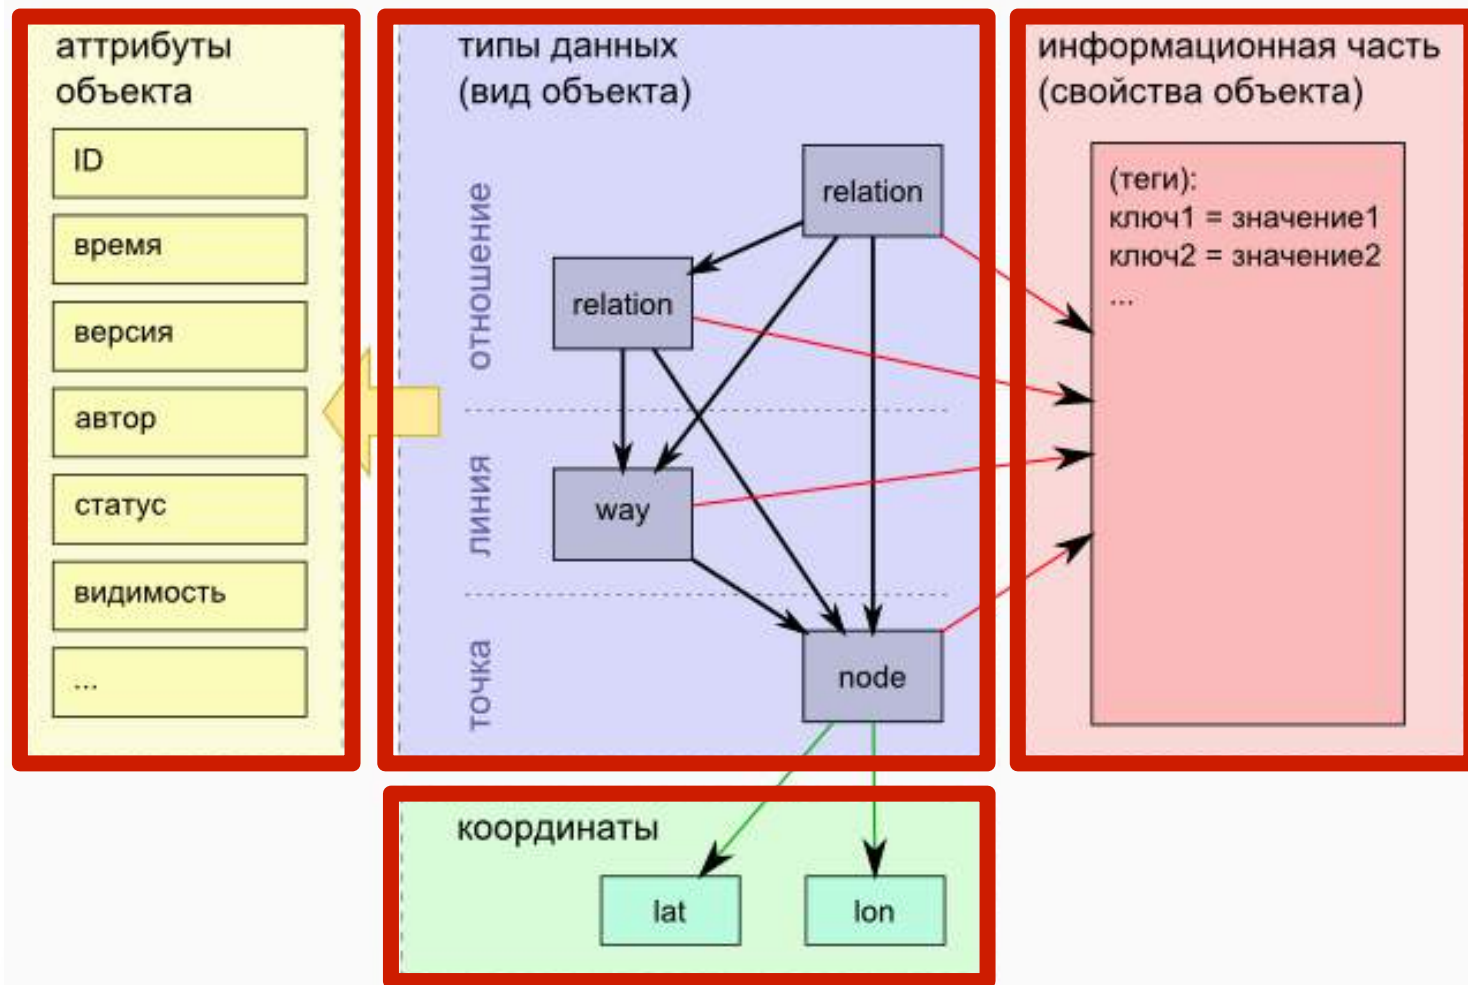 аттрибуты
объекта
ID
время
версия
автор
статус
видимость
...
типы данных
(вид объекта)
отношение
relation
relation
линия
way
точка
node
информационная часть
(свойства объекта)
(теги):
ключ1 = значение1
ключ2 = значение2
...
координаты
lat
lon